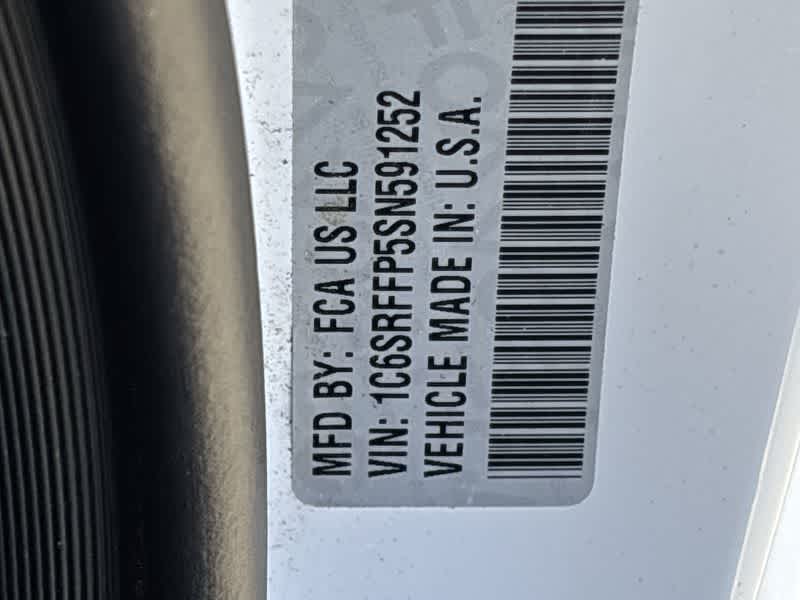 MFD BY: FCA US LLC
VIN: 1C6SRFFP5SN591252
VEHICLE MADE IN: U.S.A.